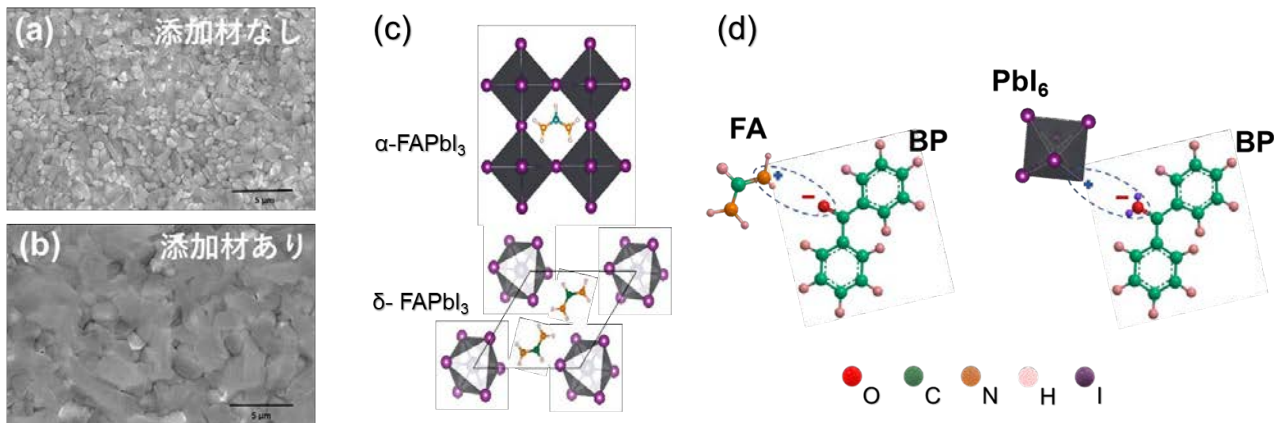 (a) 添加材なし
5 μm
(b) 添加材あり
5 μm
(c)
α-FAPbI₃
δ- FAPbI₃
(d)
FA
BP
+
−
PbI₆
BP
+
−
O C N H I